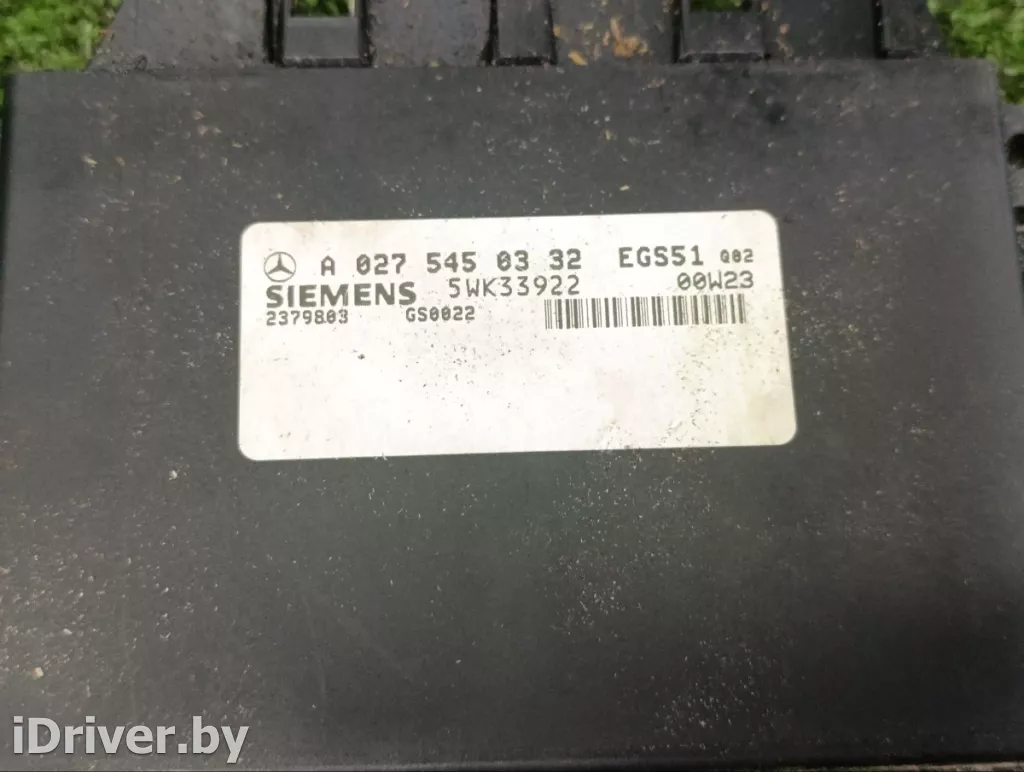 A 027 545 03 32 EGS51 Q02
SIEMENS 5WK33922 00W23
2379803 GS0022
iDriver.by